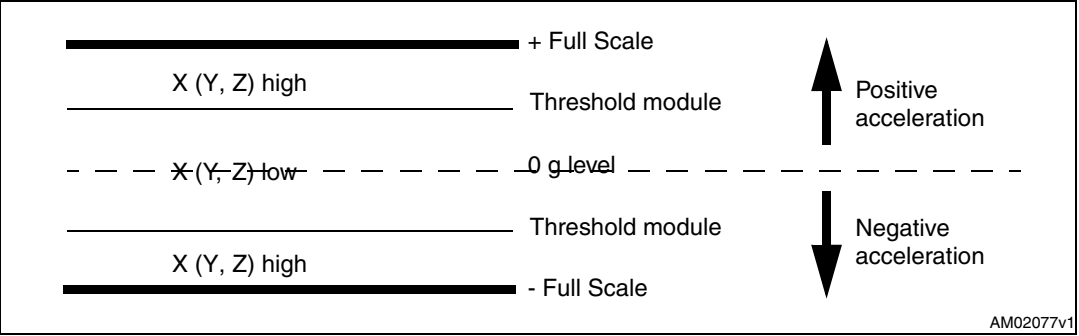 + Full Scale
X (Y, Z) high
Threshold module
Positive
acceleration
X (Y, Z) low
0 g level
Threshold module
Negative
acceleration
X (Y, Z) high
- Full Scale
AM02077v1